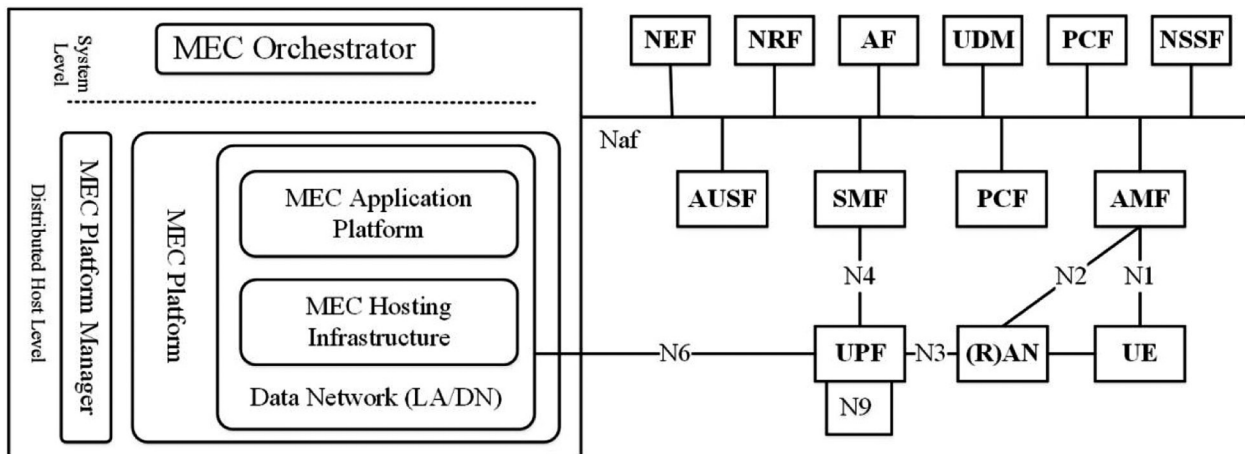 System
Level
MEC Orchestrator
Distributed Host Level
MEC Platform Manager
MEC Platform
MEC Application
Platform
MEC Hosting
Infrastructure
Data Network (LA/DN)
NEF
NRF
AF
UDM
PCF
NSSF
Naf
AUSF
SMF
PCF
AMF
N4
N2
N1
N6
UPF
N3
(R)AN
UE
N9